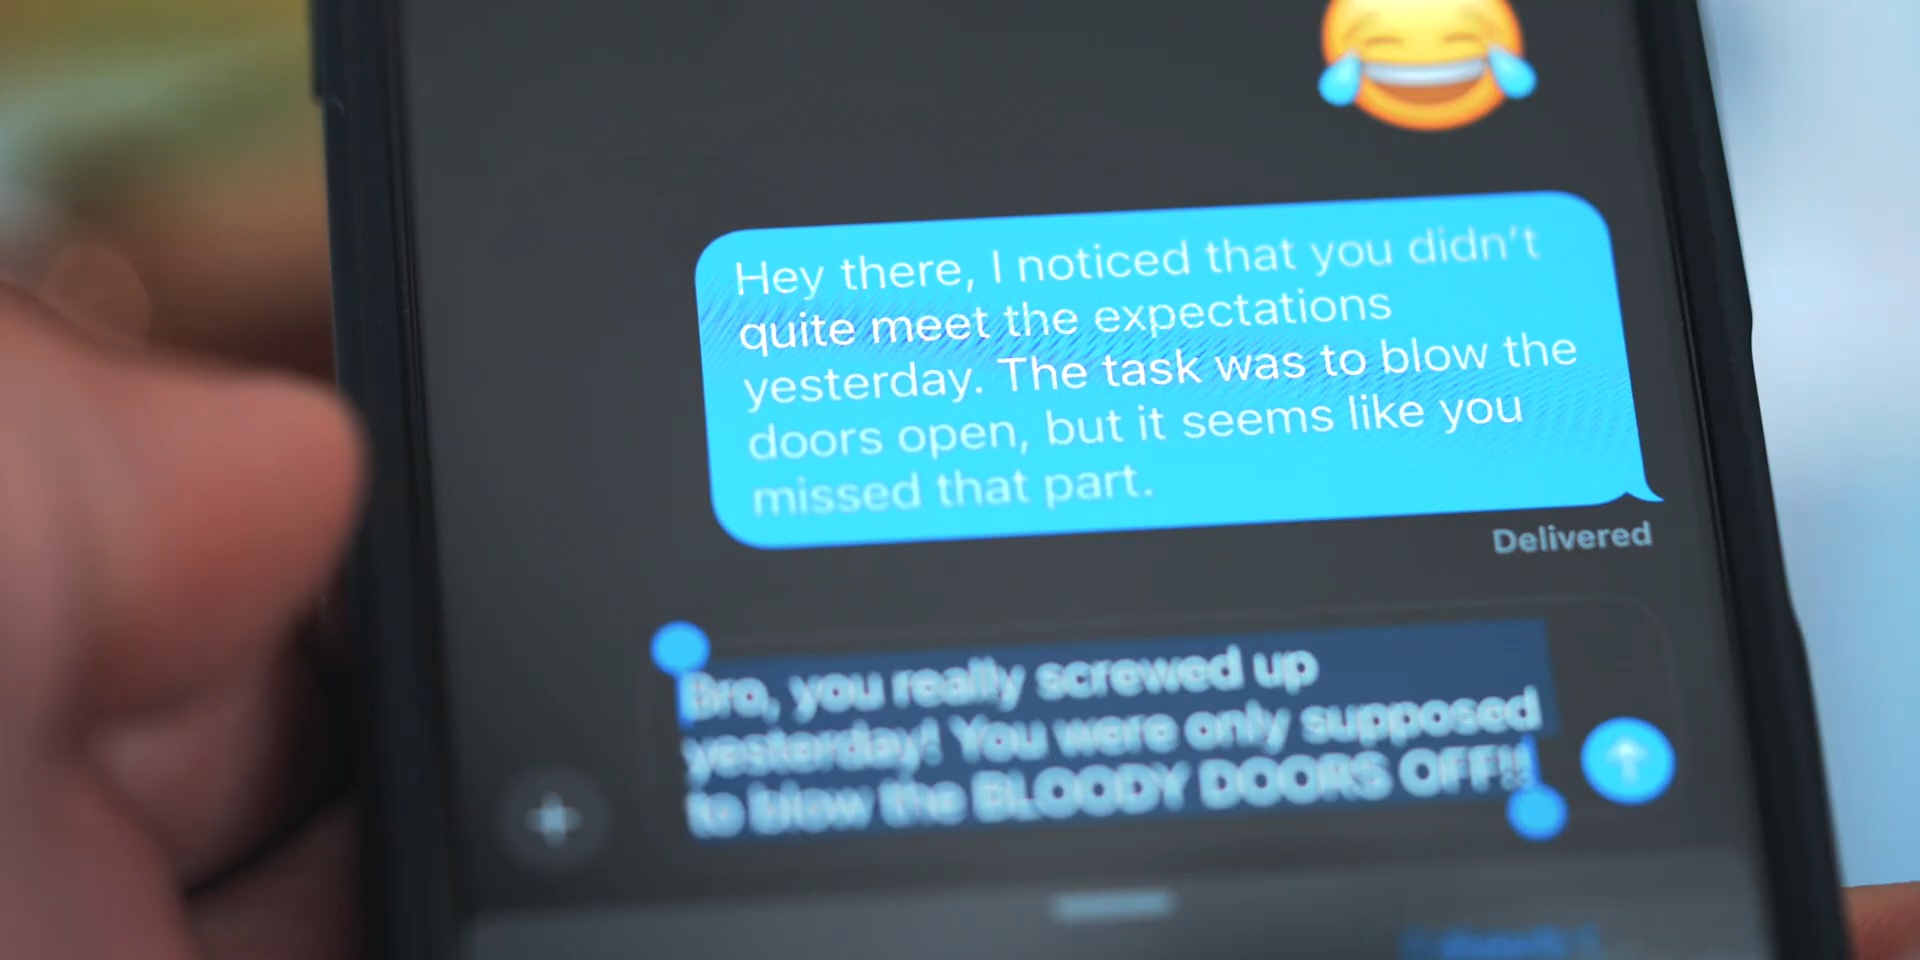 Hey there, I noticed that you didn't
quite meet the expectations
yesterday. The task was to blow the
doors open, but it seems like you
missed that part.
Delivered
Bro, you really screwed up
yesterday! You were only supposed
to blow the BLOODY DOORS OFF!!